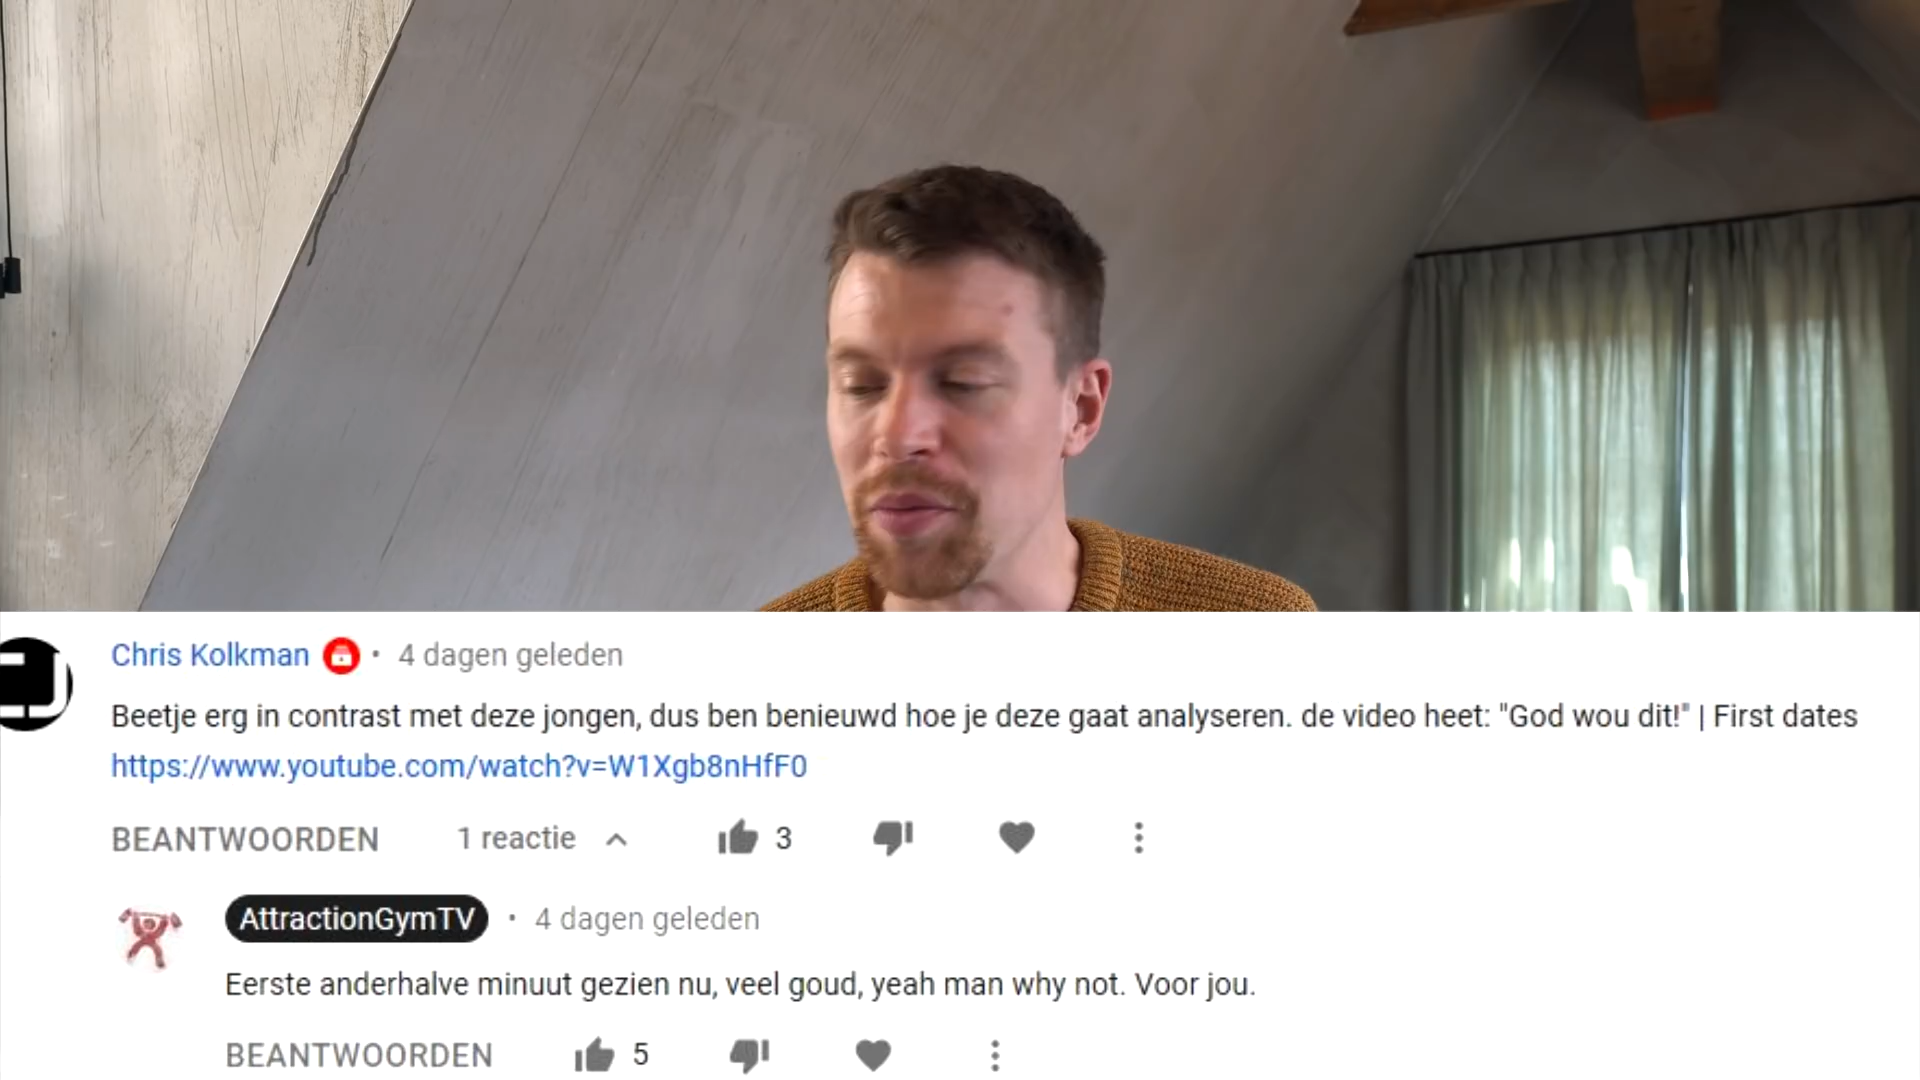 Chris Kolkman • 4 dagen geleden
Beetje erg in contrast met deze jongen, dus ben benieuwd hoe je deze gaat analyseren. de video heet: "God wou dit!" | First dates
https://www.youtube.com/watch?v=W1Xgb8nHfF0
BEANTWOORDEN 1 reactie 3
AttractionGymTV • 4 dagen geleden
Eerste anderhalve minuut gezien nu, veel goud, yeah man why not. Voor jou.
BEANTWOORDEN 5